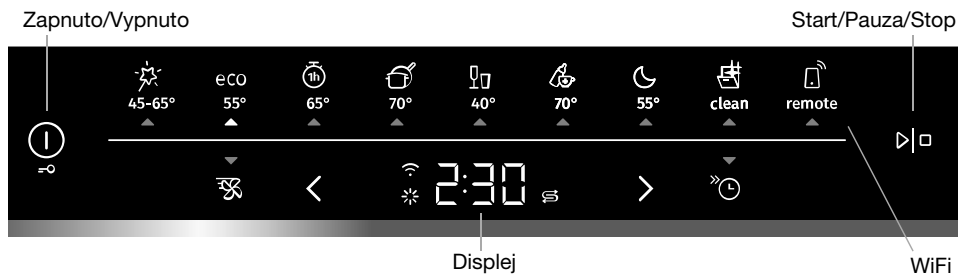 Zapnuto/Vypnuto Start/Pauza/Stop
eco 1h
45-65° 55° 65° 70° 40° 70° 55° clean remote
2:30
Displej WiFi